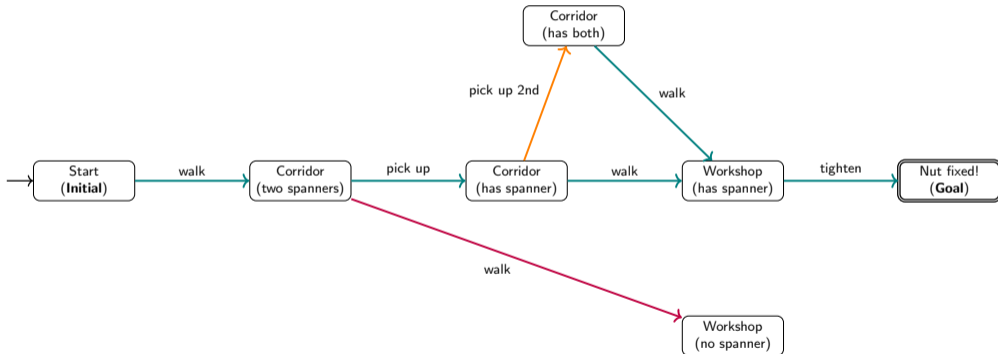 Corridor
(has both)
pick up 2nd
walk
Start
(Initial)
walk
Corridor
(two spanners)
pick up
Corridor
(has spanner)
walk
Workshop
(has spanner)
tighten
Nut fixed!
(Goal)
walk
Workshop
(no spanner)